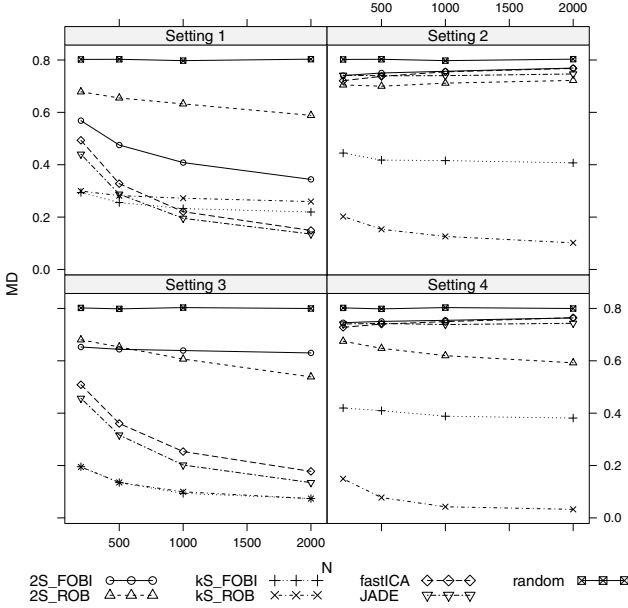 500 1000 1500 2000
Setting 1 Setting 2
0.8
0.6
0.4
0.2
0.0
MD
Setting 3 Setting 4
0.8
0.6
0.4
0.2
0.0
500 1000 1500 2000
N
2S_FOBI kS_FOBI fastICA random
2S_ROB kS_ROB JADE